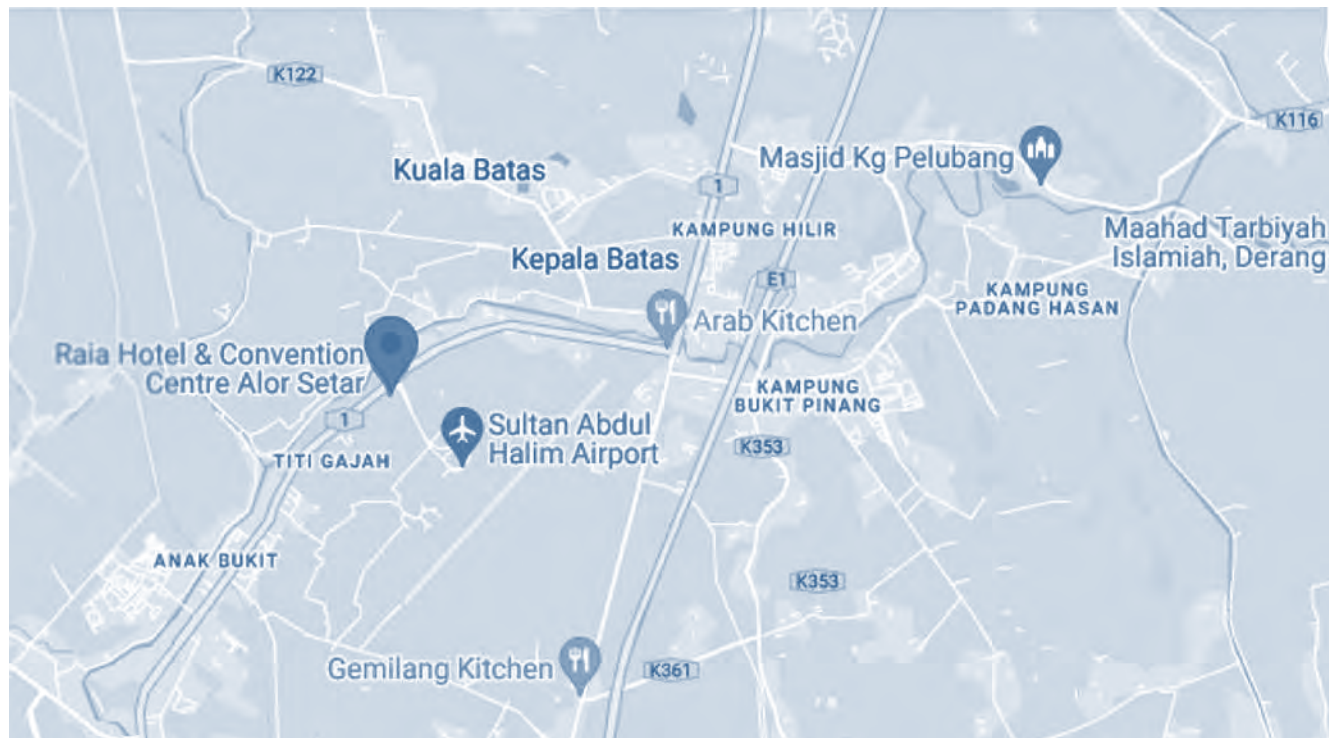 K122
K116
Masjid Kg Pelubang
Kuala Batas
1
KAMPUNG HILIR
Maahad Tarbiyah
Islamiah, Derang
Kepala Batas
E1
KAMPUNG
PADANG HASAN
Arab Kitchen
Raia Hotel & Convention
Centre Alor Setar
KAMPUNG
BUKIT PINANG
1
Sultan Abdul
Halim Airport
K353
TITI GAJAH
ANAK BUKIT
K353
Gemilang Kitchen
K361